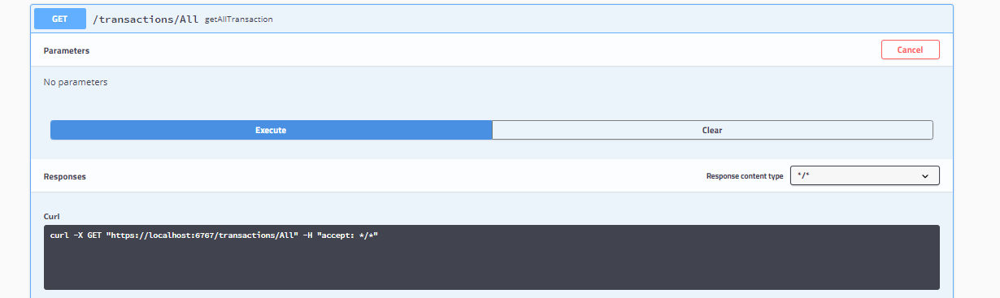 GET /transactions/All getAllTransaction
Parameters Cancel
No parameters
Execute Clear
Responses Response content type */*
Curl
curl -X GET "https://localhost:6767/transactions/All" -H "accept: */*"